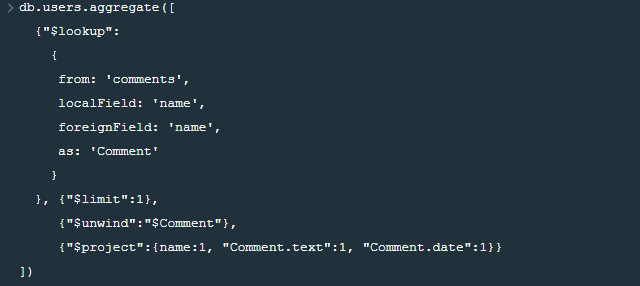 > db.users.aggregate([
{"$lookup":
{
from: 'comments',
localField: 'name',
foreignField: 'name',
as: 'Comment'
}
}, {"$limit":1},
{"$unwind":"$Comment"},
{"$project":{name:1, "Comment.text":1, "Comment.date":1}}
])